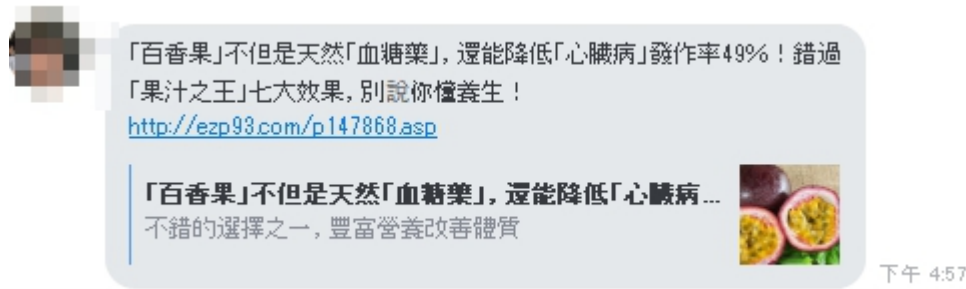 「百香果」不但是天然「血糖藥」，還能降低「心臟病」發作率49%！錯過
「果汁之王」七大效果，別說你懂養生！
http://ezp93.com/p147868.asp
「百香果」不但是天然「血糖藥」，還能降低「心臟病...
不錯的選擇之一，豐富營養改善體質
下午 4:57